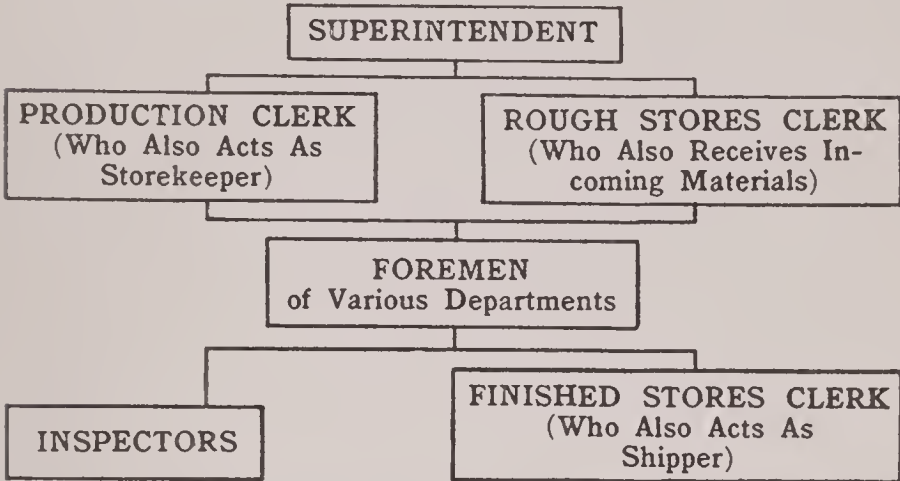 SUPERINTENDENT
PRODUCTION CLERK
(Who Also Acts As
Storekeeper)
ROUGH STORES CLERK
(Who Also Receives In-
coming Materials)
FOREMEN
of Various Departments
INSPECTORS
FINISHED STORES CLERK
(Who Also Acts As
Shipper)